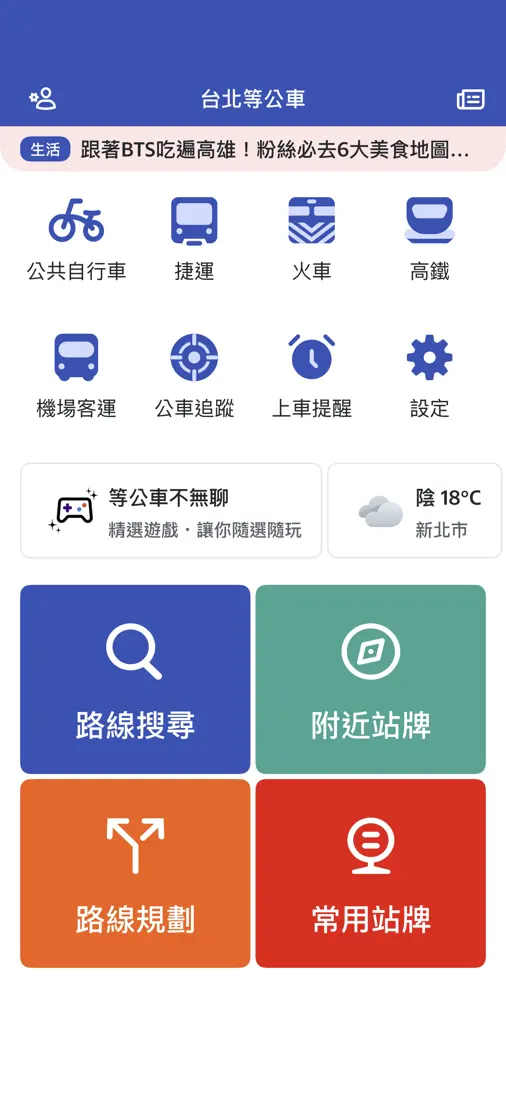 台北等公車
生活 跟著BTS吃遍高雄！粉絲必去6大美食地圖...
公共自行車 捷運 火車 高鐵
機場客運 公車追蹤 上車提醒 設定
等公車不無聊
精選遊戲・讓你隨選隨玩
陰 18°C
新北市
路線搜尋 附近站牌
路線規劃 常用站牌